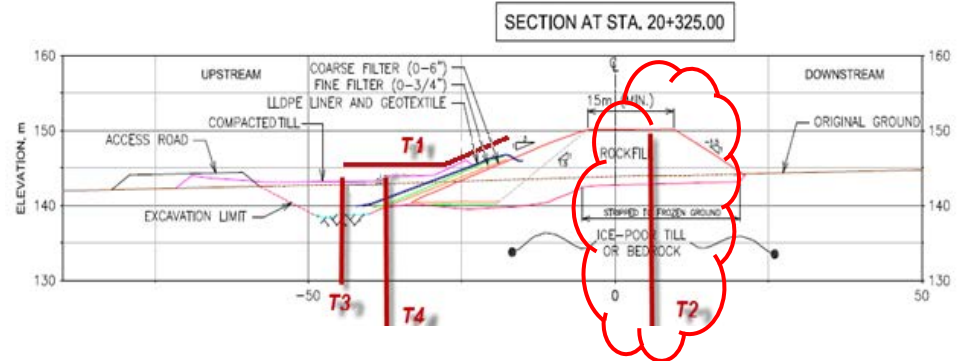 SECTION AT STA. 20+325.00
160
160
UPSTREAM
COARSE FILTER (0-6")
DOWNSTREAM
FINE FILTER (0-3/4")
LLDPE LINER AND GEOTEXTILE
15m (MIN.)
COMPACTED TILL
ORIGINAL GROUND
ACCESS ROAD
T1
150
150
ROCKFILL
ELEVATION, m
140
140
EXCAVATION LIMIT
STRIPPED TO FROZEN GROUND
ICE-POOR TILL
OR BEDROCK
130
130
T3
T4
T2
-50
0
50